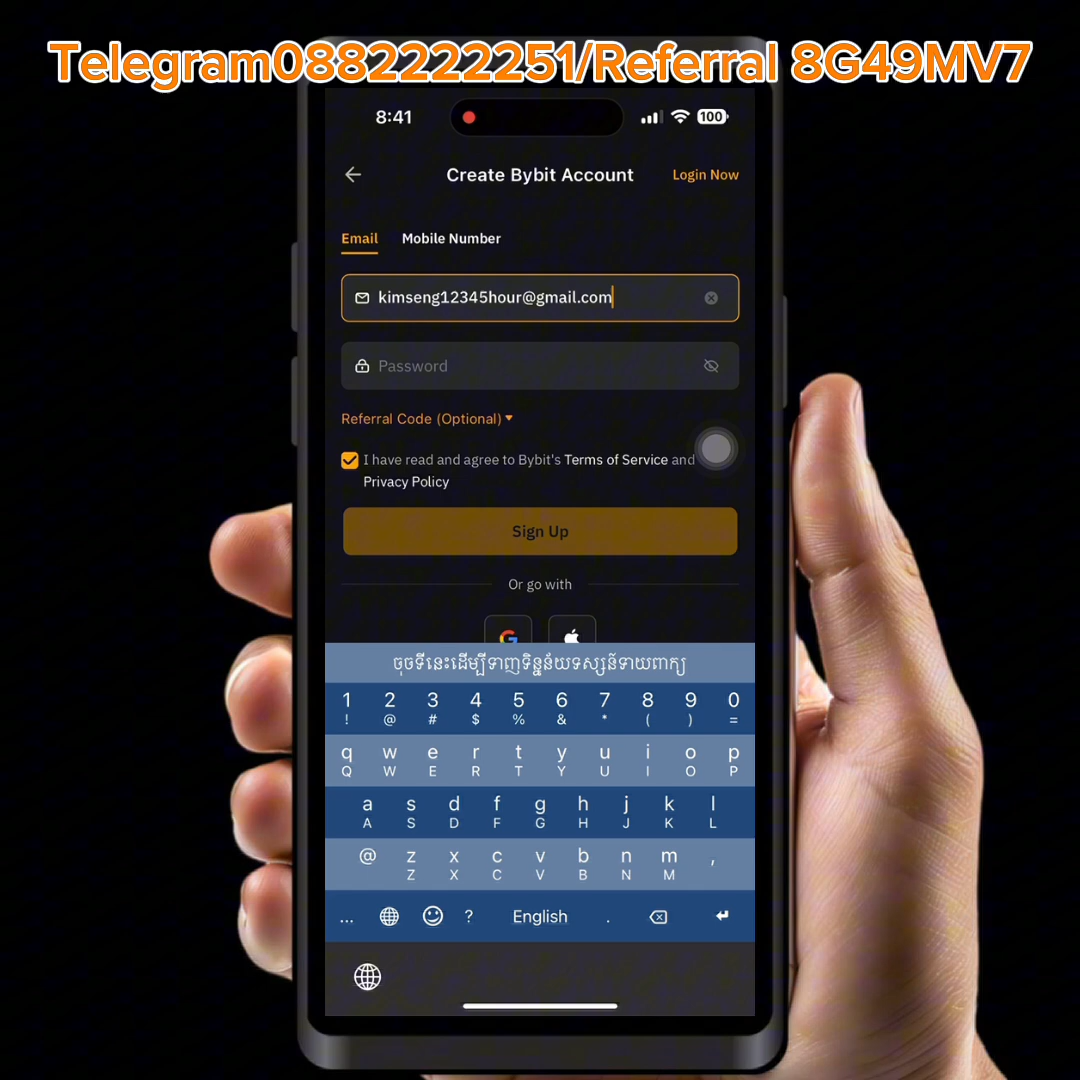 Telegram0882222251/Referral 8G49MV7
8:41
100
Create Bybit Account
Login Now
Email
Mobile Number
kimseng12345hour@gmail.com
Password
Referral Code (Optional)
I have read and agree to Bybit's Terms of Service and
Privacy Policy
Sign Up
Or go with
ចុចទីនេះដើម្បីទាញទិន្នន័យទស្សន៍ទាយពាក្យ
1 2 3 4 5 6 7 8 9 0
! @ # $ % & * ( ) =
q w e r t y u i o p
Q W E R T Y U I O P
a s d f g h j k l
A S D F G H J K L
@ z x c v b n m ,
Z X C V B N M
... ? English .